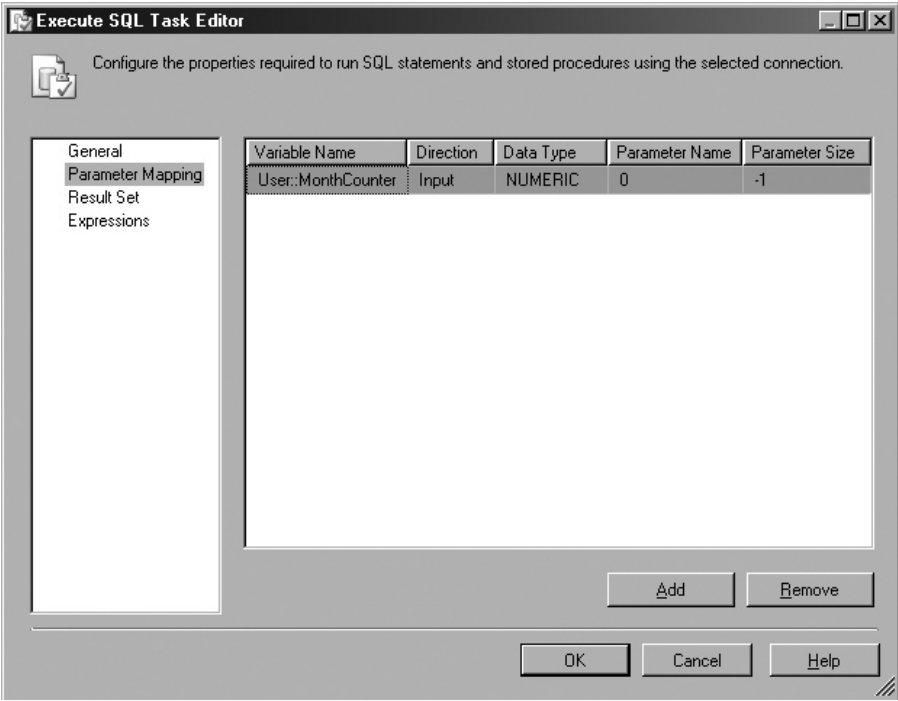 Execute SQL Task Editor
Configure the properties required to run SQL statements and stored procedures using the selected connection.
General
Parameter Mapping
Result Set
Expressions
Variable Name Direction Data Type Parameter Name Parameter Size
User::MonthCounter Input NUMERIC 0 -1
Add Remove
OK Cancel Help